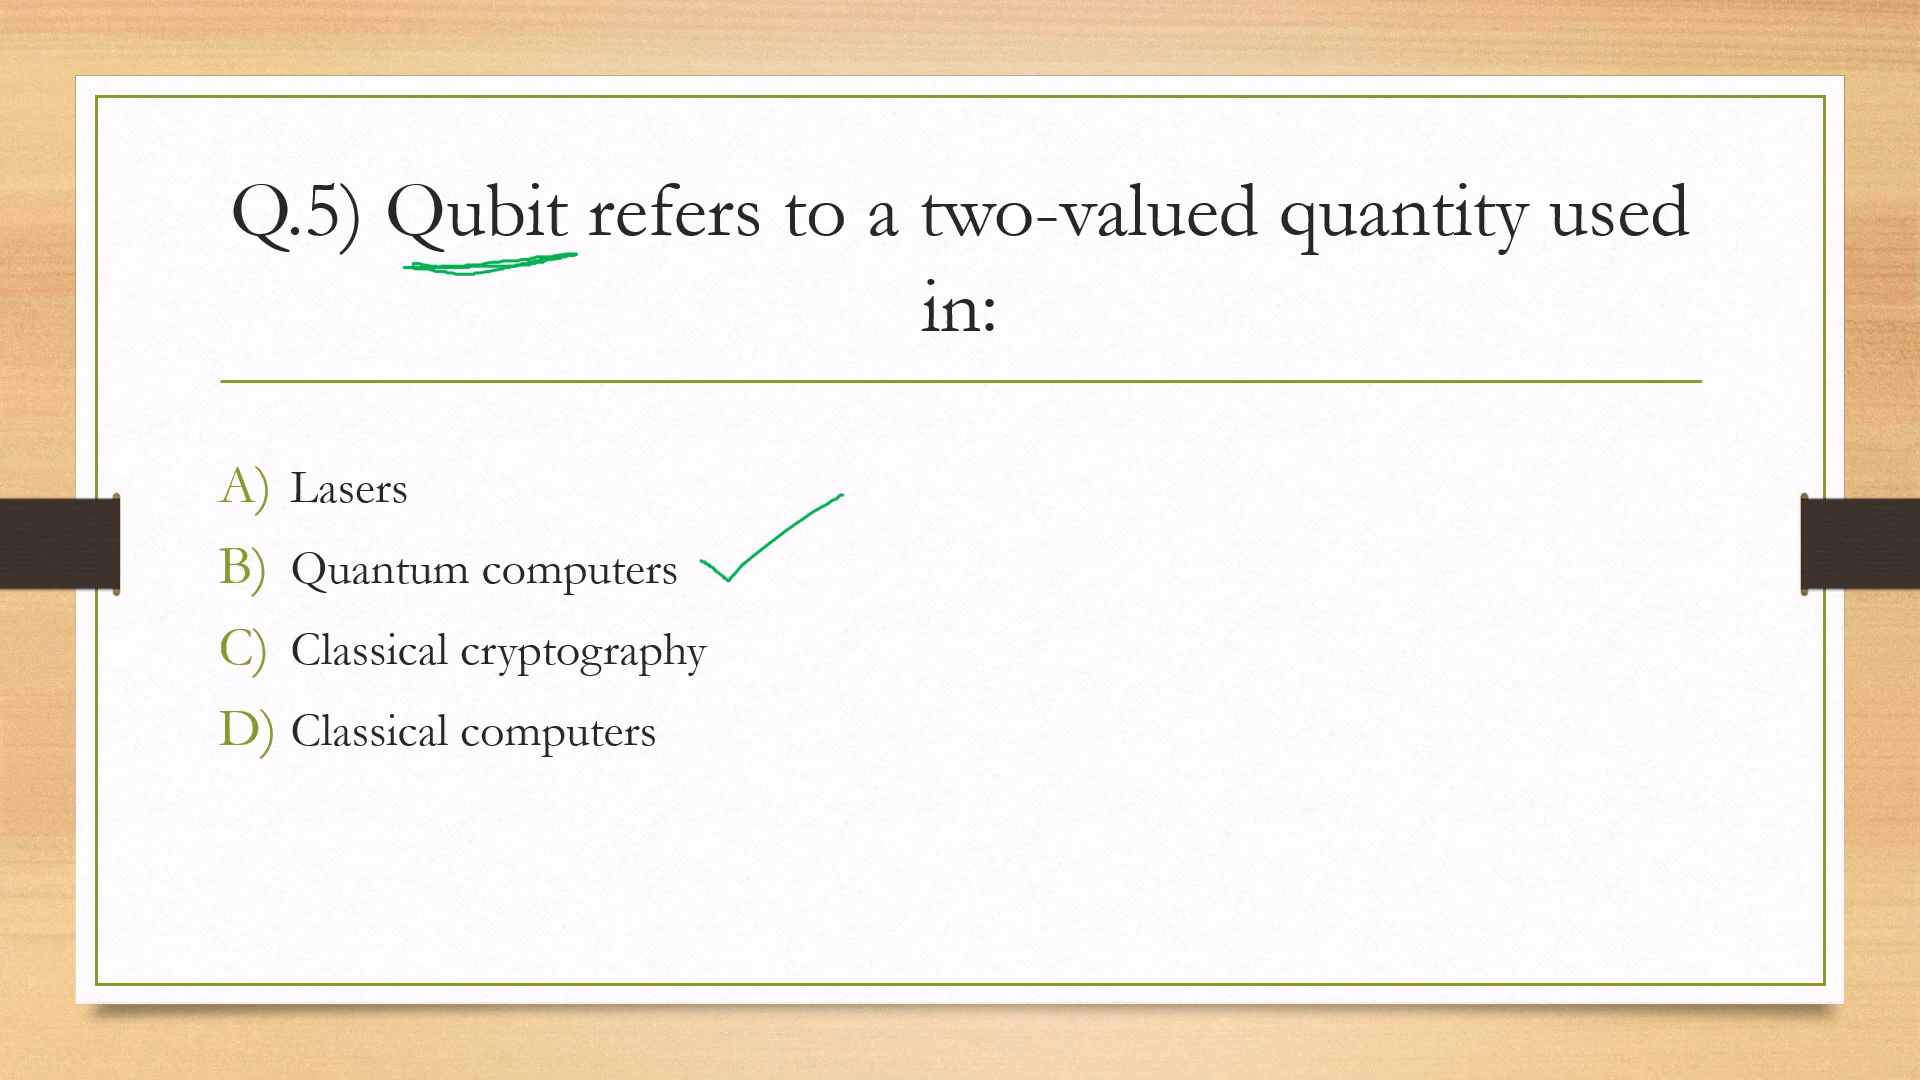 Q.5) Qubit refers to a two-valued quantity used
in:
A) Lasers
B) Quantum computers
C) Classical cryptography
D) Classical computers